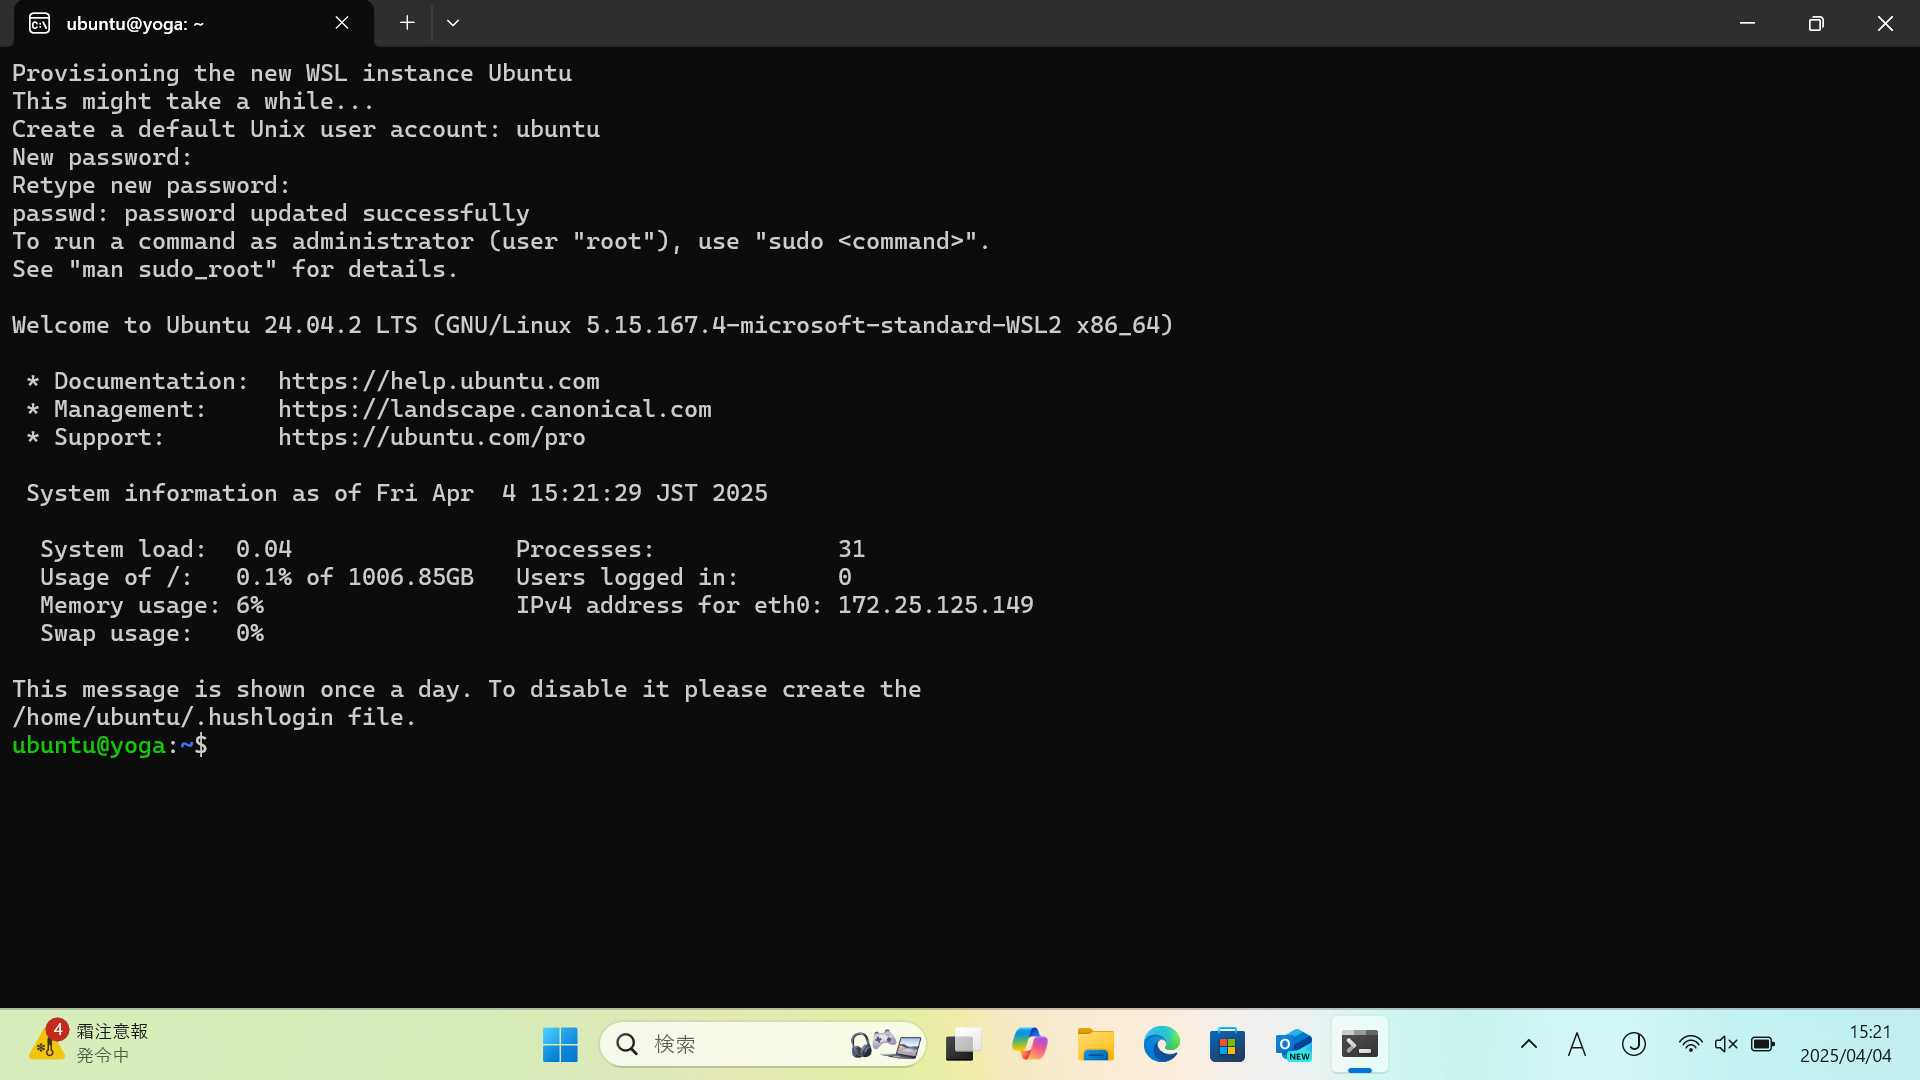 ubuntu@yoga: ~
Provisioning the new WSL instance Ubuntu
This might take a while...
Create a default Unix user account: ubuntu
New password:
Retype new password:
passwd: password updated successfully
To run a command as administrator (user "root"), use "sudo <command>".
See "man sudo_root" for details.
Welcome to Ubuntu 24.04.2 LTS (GNU/Linux 5.15.167.4-microsoft-standard-WSL2 x86_64)
* Documentation:  https://help.ubuntu.com
* Management:     https://landscape.canonical.com
* Support:        https://ubuntu.com/pro
System information as of Fri Apr  4 15:21:29 JST 2025
System load:  0.04                Processes:             31
Usage of /:   0.1% of 1006.85GB   Users logged in:       0
Memory usage: 6%                  IPv4 address for eth0: 172.25.125.149
Swap usage:   0%
This message is shown once a day. To disable it please create the
/home/ubuntu/.hushlogin file.
ubuntu@yoga:~$
4
霜注意報
発令中
検索
NEW
A
J
15:21
2025/04/04